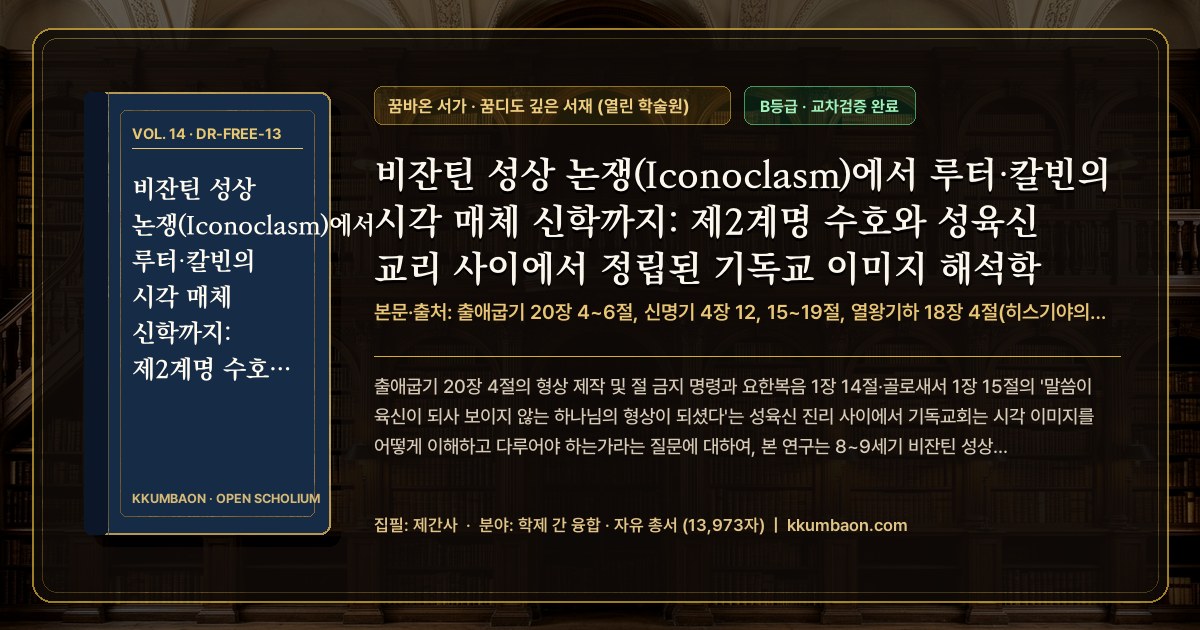 VOL. 14 · DR-FREE-13
비잔틴 성상
논쟁(Iconoclasm)에서
루터·칼빈의
시각 매체
신학까지:
제2계명 수호…
KKUMBAON · OPEN SCHOLIUM
꿈바온 서가 · 꿈디도 깊은 서재 (열린 학술원)
B등급 · 교차검증 완료
비잔틴 성상 논쟁(Iconoclasm)에서 루터·칼빈의
시각 매체 신학까지: 제2계명 수호와 성육신
교리 사이에서 정립된 기독교 이미지 해석학
본문·출처: 출애굽기 20장 4~6절, 신명기 4장 12, 15~19절, 열왕기하 18장 4절(히스기야의…
출애굽기 20장 4절의 형상 제작 및 절 금지 명령과 요한복음 1장 14절·골로새서 1장 15절의 '말씀이
육신이 되사 보이지 않는 하나님의 형상이 되셨다'는 성육신 진리 사이에서 기독교회는 시각 이미지를
어떻게 이해하고 다루어야 하는가라는 질문에 대하여, 본 연구는 8~9세기 비잔틴 성상…
집필: 제간사 · 분야: 학제 간 융합 · 자유 총서 (13,973자) | kkumbaon.com